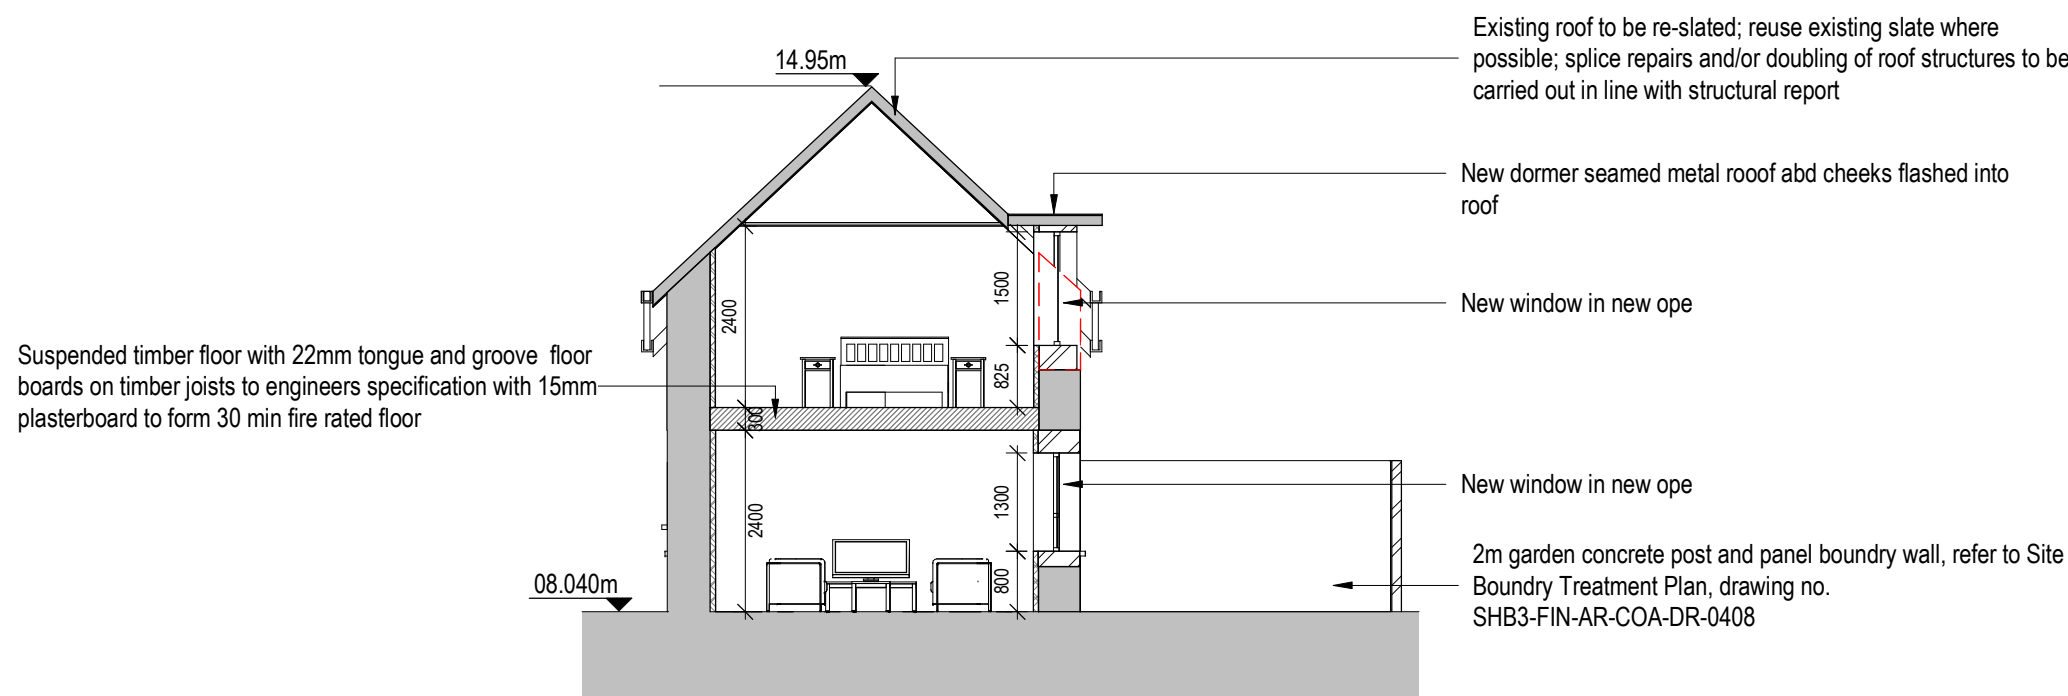 Existing roof to be re-slated; reuse existing slate where
possible; splice repairs and/or doubling of roof structures to be
carried out in line with structural report
14.95m
New dormer seamed metal rooof abd cheeks flashed into
roof
1500
New window in new ope
2400
Suspended timber floor with 22mm tongue and groove floor
boards on timber joists to engineers specification with 15mm
plasterboard to form 30 min fire rated floor
825
300
New window in new ope
1300
2400
2m garden concrete post and panel boundry wall, refer to Site
Boundry Treatment Plan, drawing no.
SHB3-FIN-AR-COA-DR-0408
800
08.040m